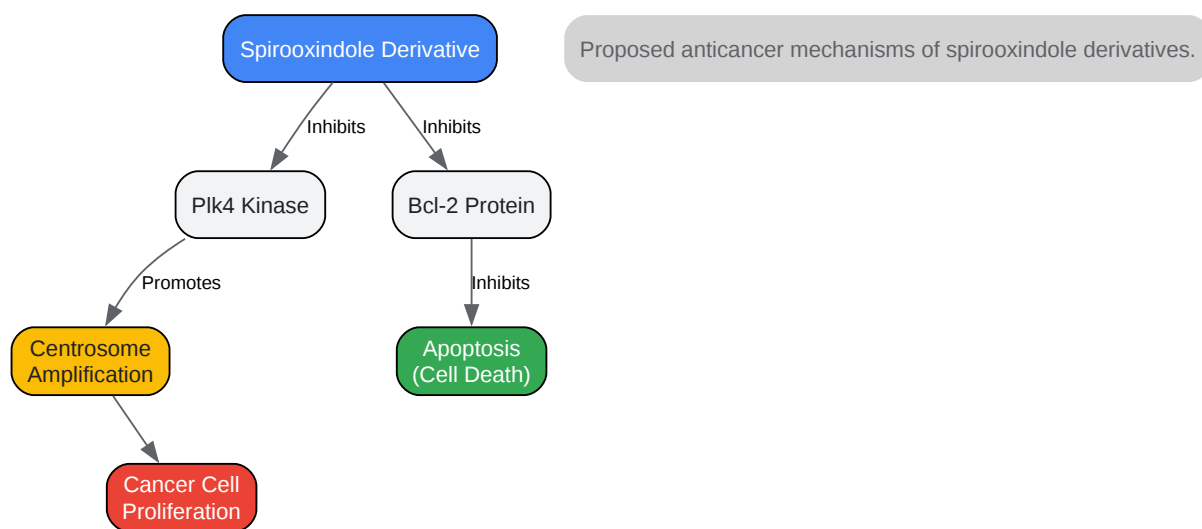 Spirooxindole Derivative
Proposed anticancer mechanisms of spirooxindole derivatives.
Inhibits
Inhibits
Plk4 Kinase
Bcl-2 Protein
Promotes
Inhibits
Centrosome
Amplification
Apoptosis
(Cell Death)
Cancer Cell
Proliferation